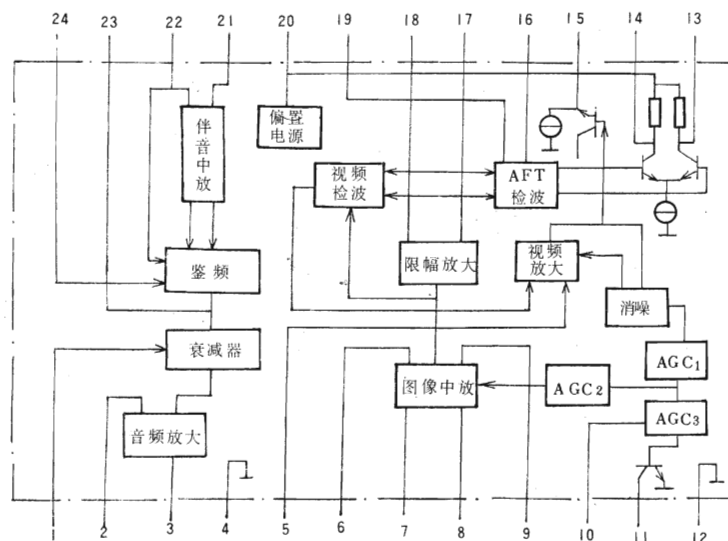 24 23 22 21 20 19 18 17 16 15 14 13
伴音中放
偏置
电源
视频
检波
AFT
检波
鉴频
限幅放大
视频
放大
消噪
衰减器
AGC1
图像中放
AGC2
音频放大
AGC3
1 2 3 4 5 6 7 8 9 10 11 12